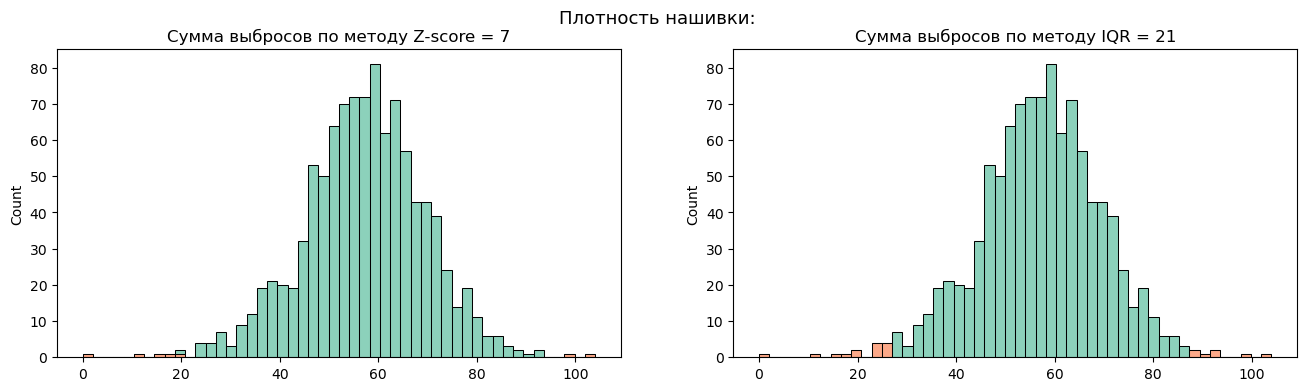 Плотность нашивки:
Сумма выбросов по методу Z-score = 7
Сумма выбросов по методу IQR = 21
Count
80
70
60
50
40
30
20
10
0
0 20 40 60 80 100
Count
80
70
60
50
40
30
20
10
0
0 20 40 60 80 100